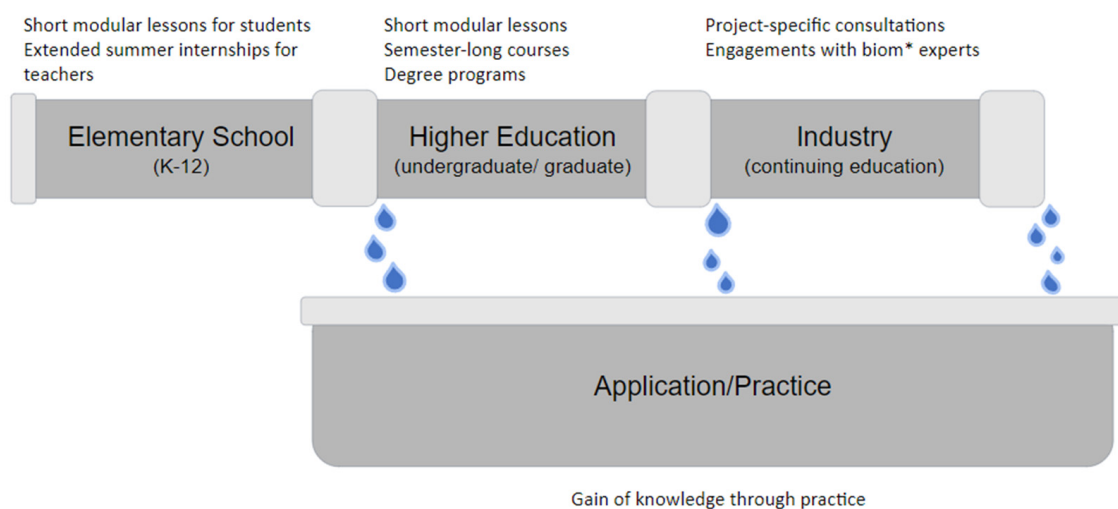 Short modular lessons for students
Extended summer internships for
teachers
Short modular lessons
Semester-long courses
Degree programs
Project-specific consultations
Engagements with biom* experts
Elementary School
(K-12)
Higher Education
(undergraduate/ graduate)
Industry
(continuing education)
Application/Practice
Gain of knowledge through practice